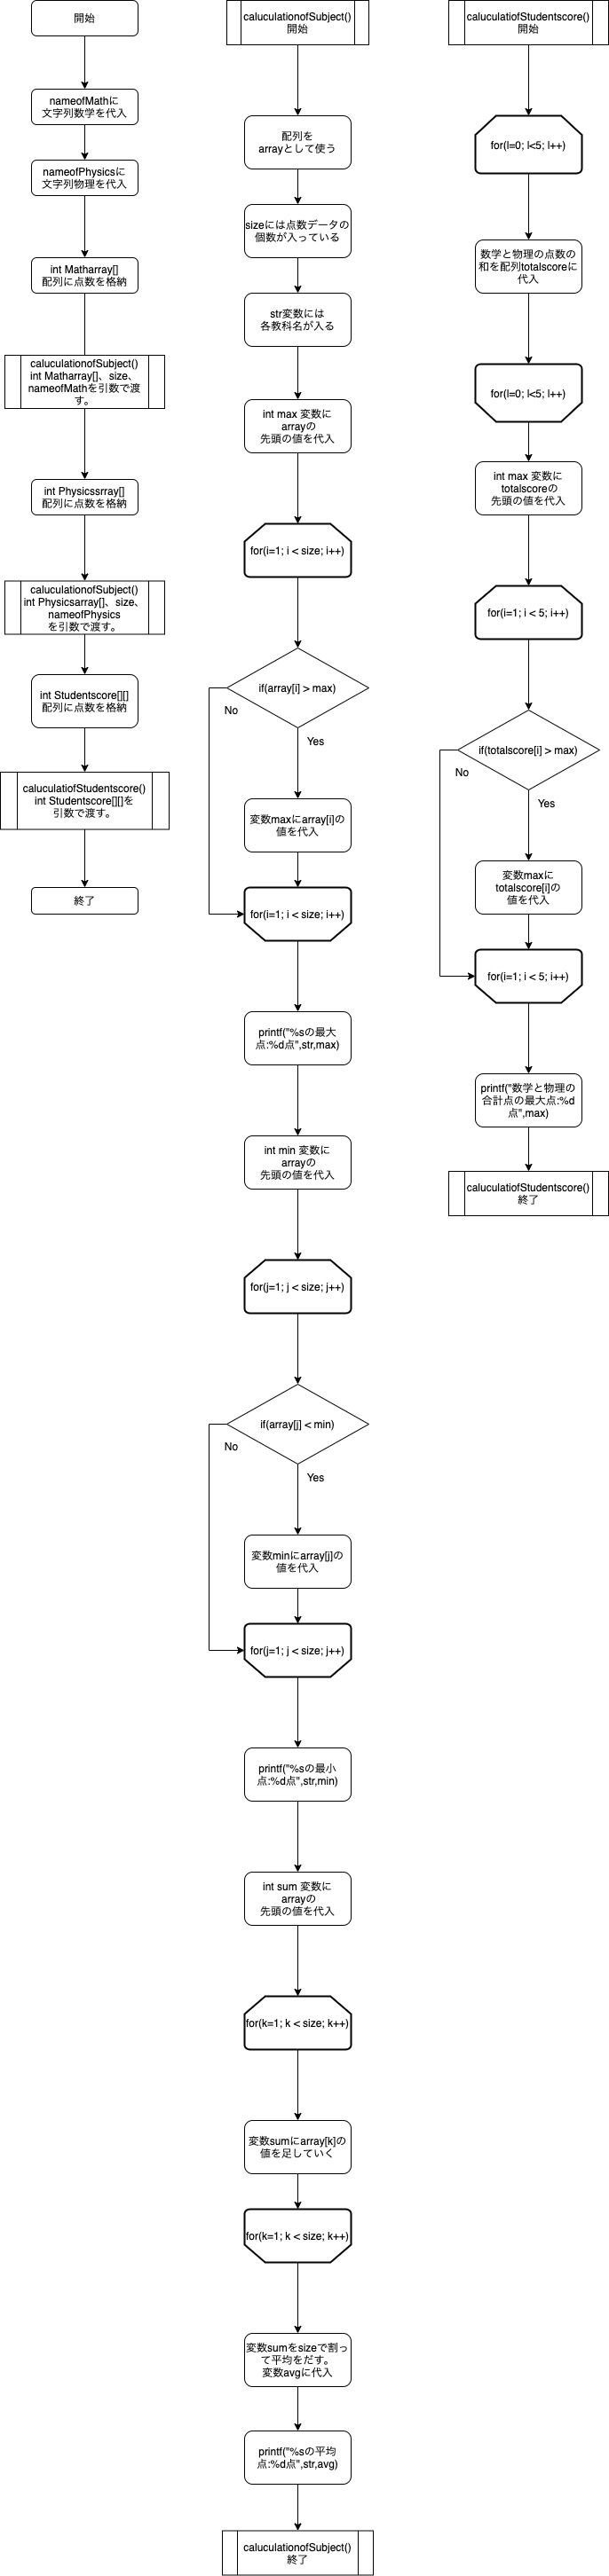 開始
nameofMathに
文字列数学を代入
nameofPhysicsに
文字列物理を代入
int Matharray[]
配列に点数を格納
caluculationofSubject()
int Matharray[]、size、
nameofMathを引数で渡
す。
int Physicssrray[]
配列に点数を格納
caluculationofSubject()
int Physicsarray[]、size、
nameofPhysics
を引数で渡す。
int Studentscore[][]
配列に点数を格納
caluculatiofStudentscore()
int Studentscore[][]を
引数で渡す。
終了
caluculationofSubject()
開始
配列を
arrayとして使う
sizeには点数データの
個数が入っている
str変数には
各教科名が入る
int max 変数に
arrayの
先頭の値を代入
for(i=1; i < size; i++)
if(array[i] > max)
No
Yes
変数maxにarray[i]の
値を代入
for(i=1; i < size; i++)
printf("%sの最大
点:%d点",str,max)
int min 変数に
arrayの
先頭の値を代入
for(j=1; j < size; j++)
if(array[j] < min)
No
Yes
変数minにarray[j]の
値を代入
for(j=1; j < size; j++)
printf("%sの最小
点:%d点",str,min)
int sum 変数に
arrayの
先頭の値を代入
for(k=1; k < size; k++)
変数sumにarray[k]の
値を足していく
for(k=1; k < size; k++)
変数sumをsizeで割っ
て平均をだす。
変数avgに代入
printf("%sの平均
点:%d点",str,avg)
caluculationofSubject()
終了
caluculatiofStudentscore()
開始
for(l=0; l<5; l++)
数学と物理の点数の
和を配列totalscoreに
代入
for(l=0; l<5; l++)
int max 変数に
totalscoreの
先頭の値を代入
for(i=1; i < 5; i++)
if(totalscore[i] > max)
No
Yes
変数maxに
totalscore[i]の
値を代入
for(i=1; i < 5; i++)
printf("数学と物理の
合計点の最大点:%d
点",max)
caluculatiofStudentscore()
終了